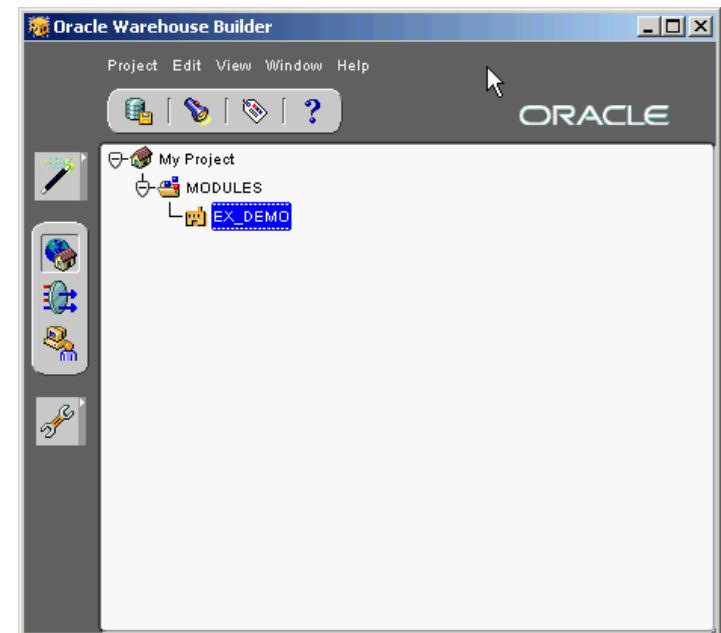 Oracle Warehouse Builder
Project Edit View Window Help
ORACLE
My Project
MODULES
EX_DEMO